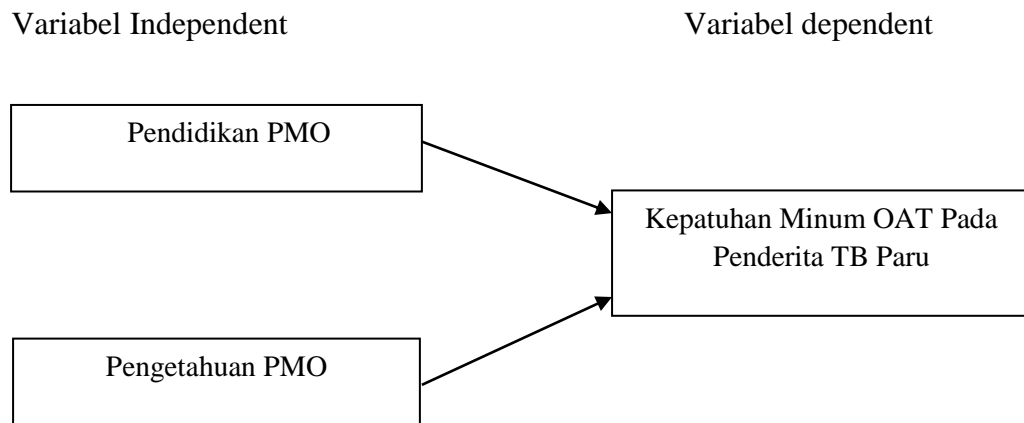 Variabel Independent
Variabel dependent
Pendidikan PMO
Kepatuhan Minum OAT Pada
Penderita TB Paru
Pengetahuan PMO